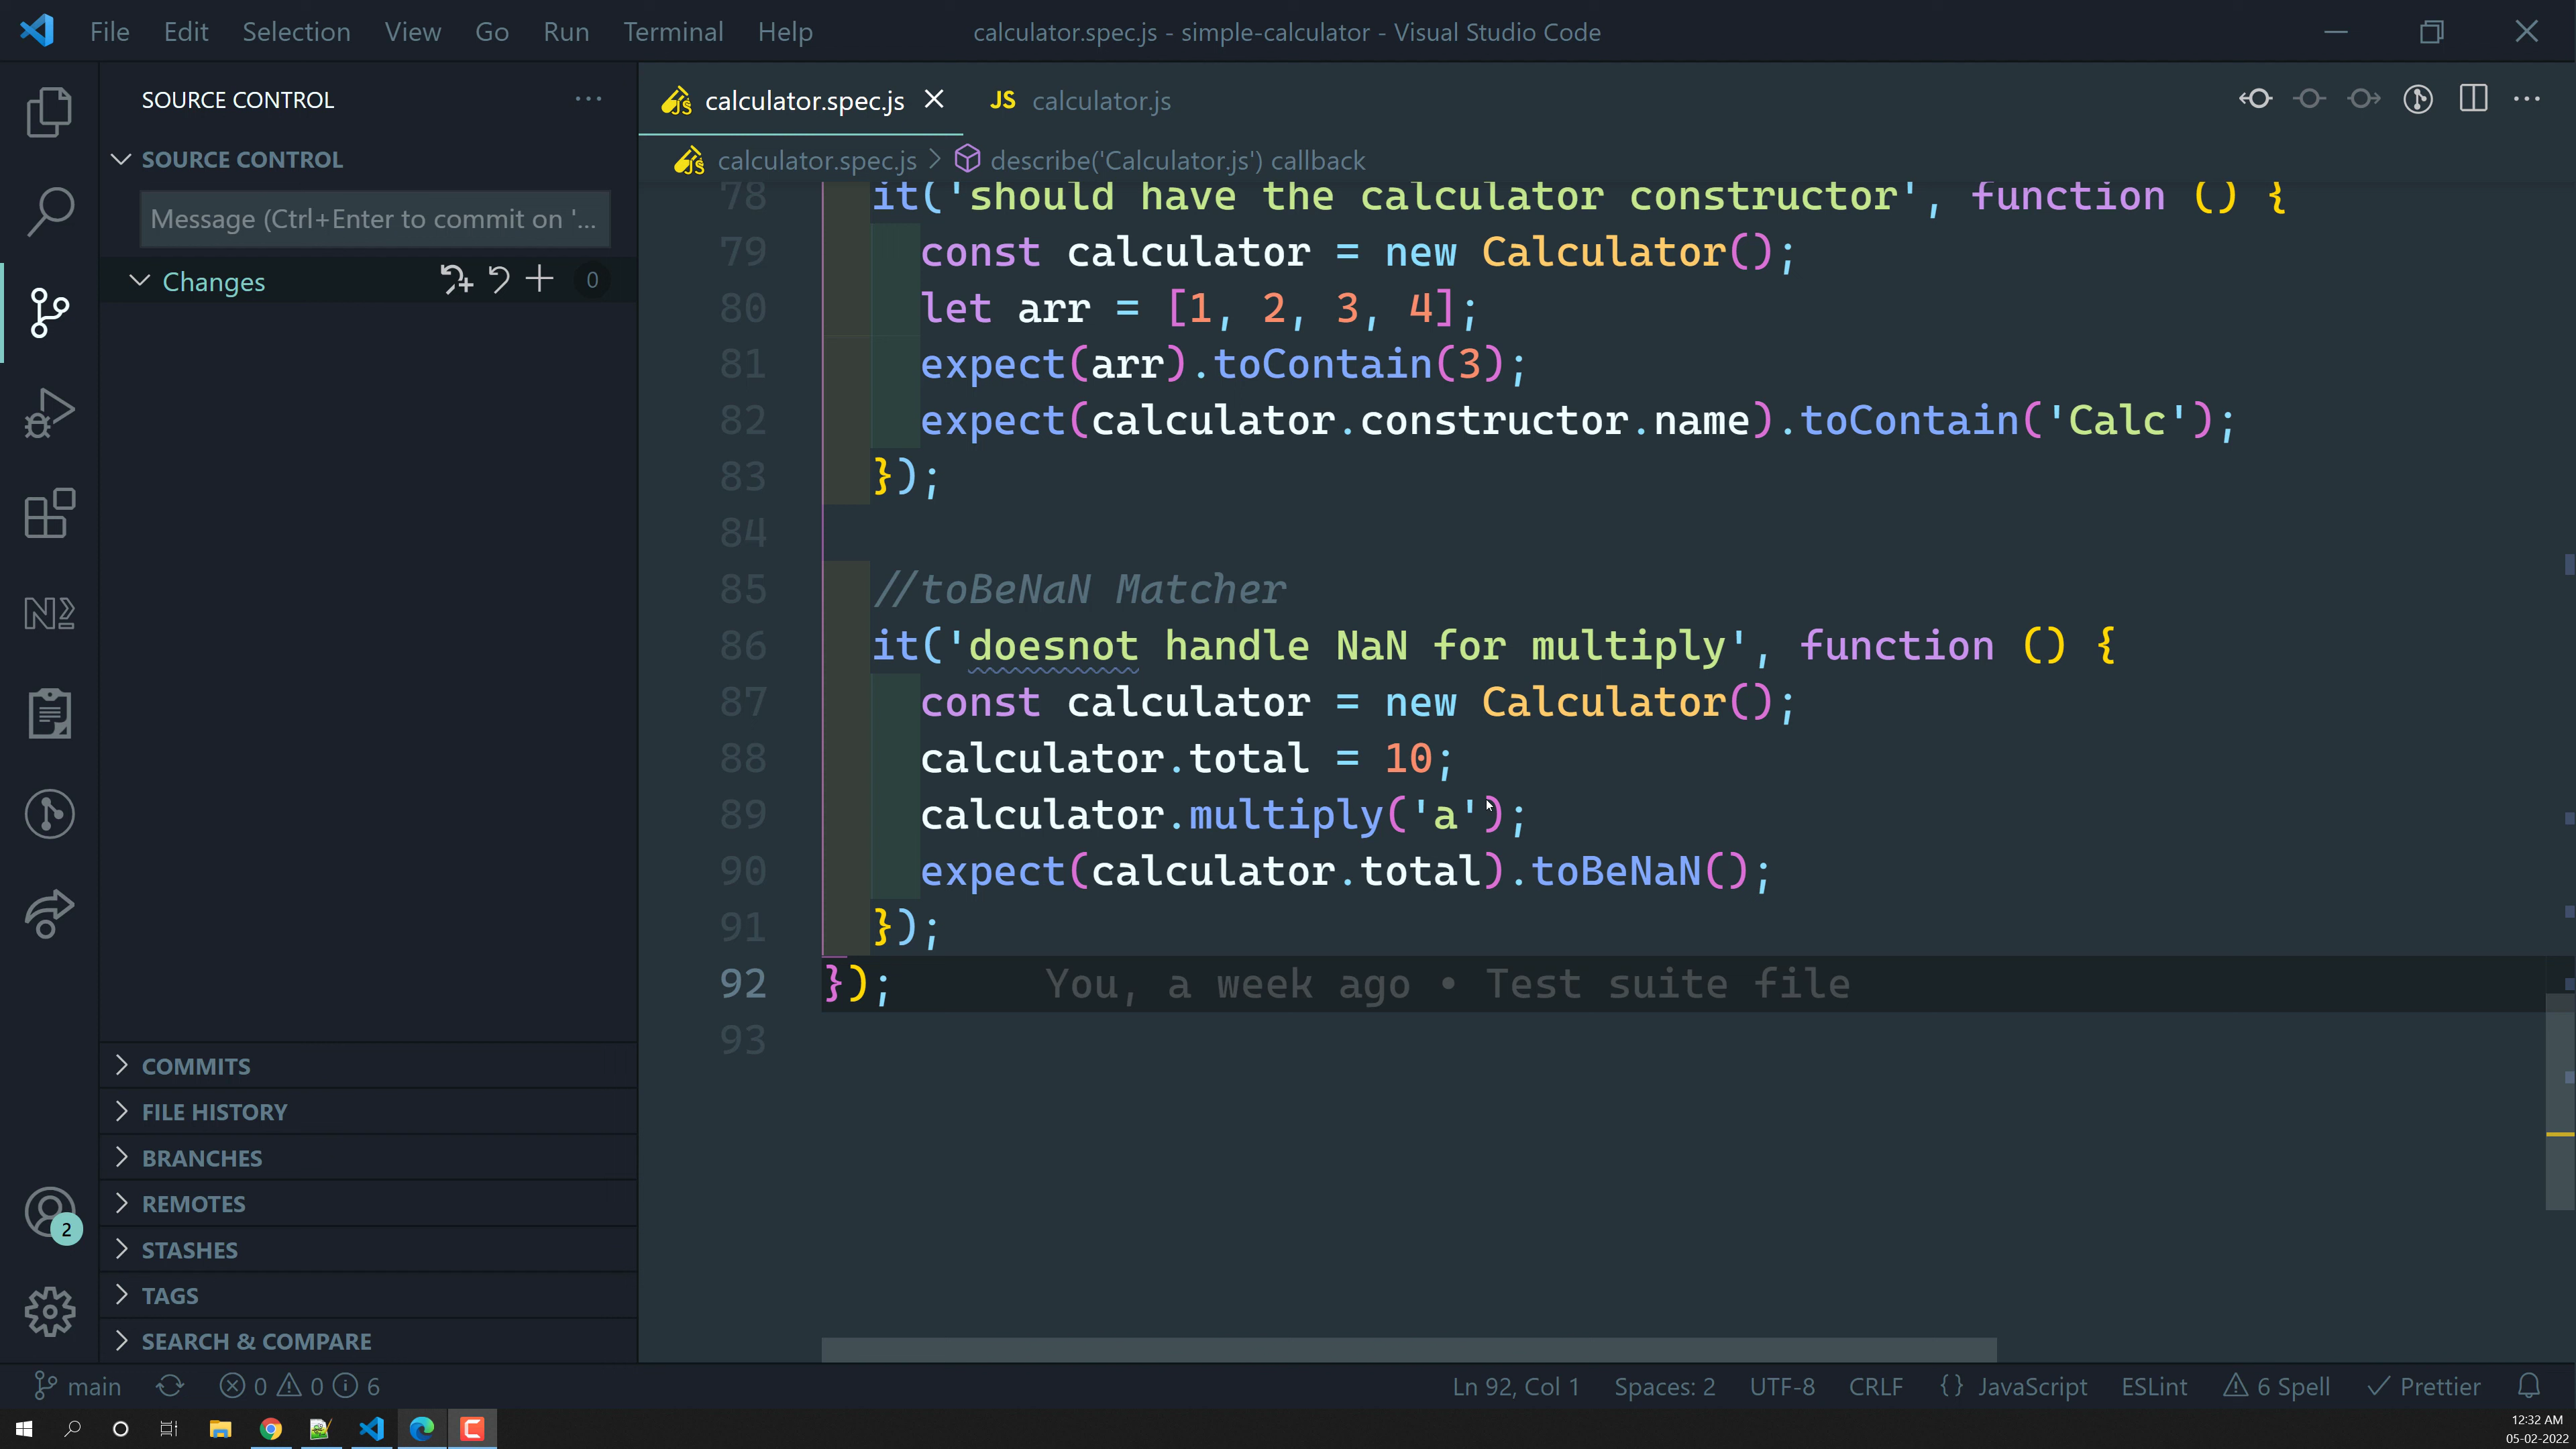 File Edit Selection View Go Run Terminal Help calculator.spec.js - simple-calculator - Visual Studio Code
SOURCE CONTROL ...
calculator.spec.js
JS calculator.js
SOURCE CONTROL
calculator.spec.js > describe('Calculator.js') callback
Message (Ctrl+Enter to commit on '...
Changes 0
78 it('should have the calculator constructor', function () {
79 const calculator = new Calculator();
80 let arr = [1, 2, 3, 4];
81 expect(arr).toContain(3);
82 expect(calculator.constructor.name).toContain('Calc');
83 });
84
85 //toBeNaN Matcher
86 it('doesnot handle NaN for multiply', function () {
87 const calculator = new Calculator();
88 calculator.total = 10;
89 calculator.multiply('a');
90 expect(calculator.total).toBeNaN();
91 });
92 }); You, a week ago • Test suite file
93
COMMITS
FILE HISTORY
BRANCHES
REMOTES
2
STASHES
TAGS
SEARCH & COMPARE
main 0 0 6 Ln 92, Col 1 Spaces: 2 UTF-8 CRLF {} JavaScript ESLint 6 Spell Prettier
12:32 AM
05-02-2022